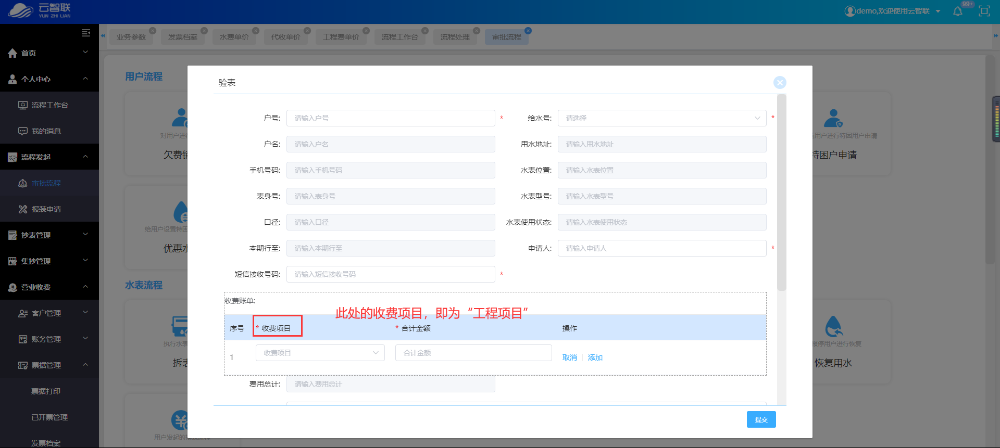 云智联
YUN ZHI LIAN
demo,欢迎使用云智联
99+
业务参数
发票档案
水费单价
代收单价
工程费单价
流程工作台
流程处理
审批流程
首页
个人中心
流程工作台
我的消息
流程发起
审批流程
报装申请
抄表管理
集抄管理
营业收费
客户管理
账务管理
票据管理
票据打印
已开票管理
发票档案
用户流程
对用户进
欠费
给用户设置特
优惠
水表流程
执行水表
拆
用户发起的
用户进行特困用户申请
特困户申请
报停用户进行恢复
恢复用水
验表
户号: 请输入户号 *
给水号: 请选择 *
户名: 请输入户名
用水地址: 请输入用水地址
手机号码: 请输入手机号码
水表位置: 请输入水表位置
表身号: 请输入表身号
水表型号: 请输入水表型号
口径: 请输入口径
水表使用状态: 请输入水表使用状态
本期行至: 请输入本期行至
申请人: 请输入申请人 *
短信接收号码: 请输入短信接收号码 *
收费账单:
此处的收费项目，即为“工程项目”
序号 * 收费项目 * 合计金额 操作
1 收费项目 合计金额 取消 添加
费用总计: 请输入费用总计
提交